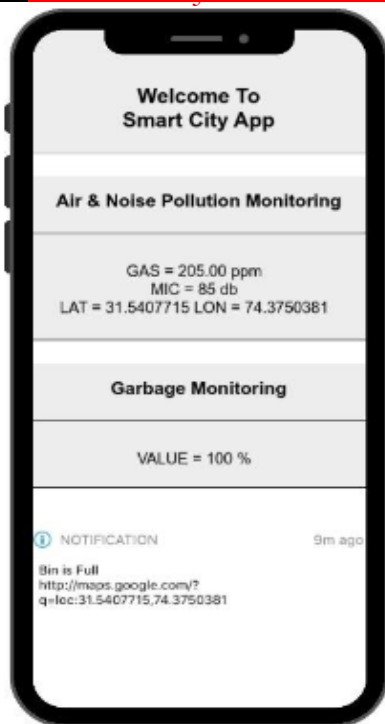 Welcome To
Smart City App
Air & Noise Pollution Monitoring
GAS = 205.00 ppm
MIC = 85 db
LAT = 31.5407715 LON = 74.3750381
Garbage Monitoring
VALUE = 100 %
NOTIFICATION 9m ago
Bin is Full
http://maps.google.com/?
q=loc:31.5407715,74.3750381